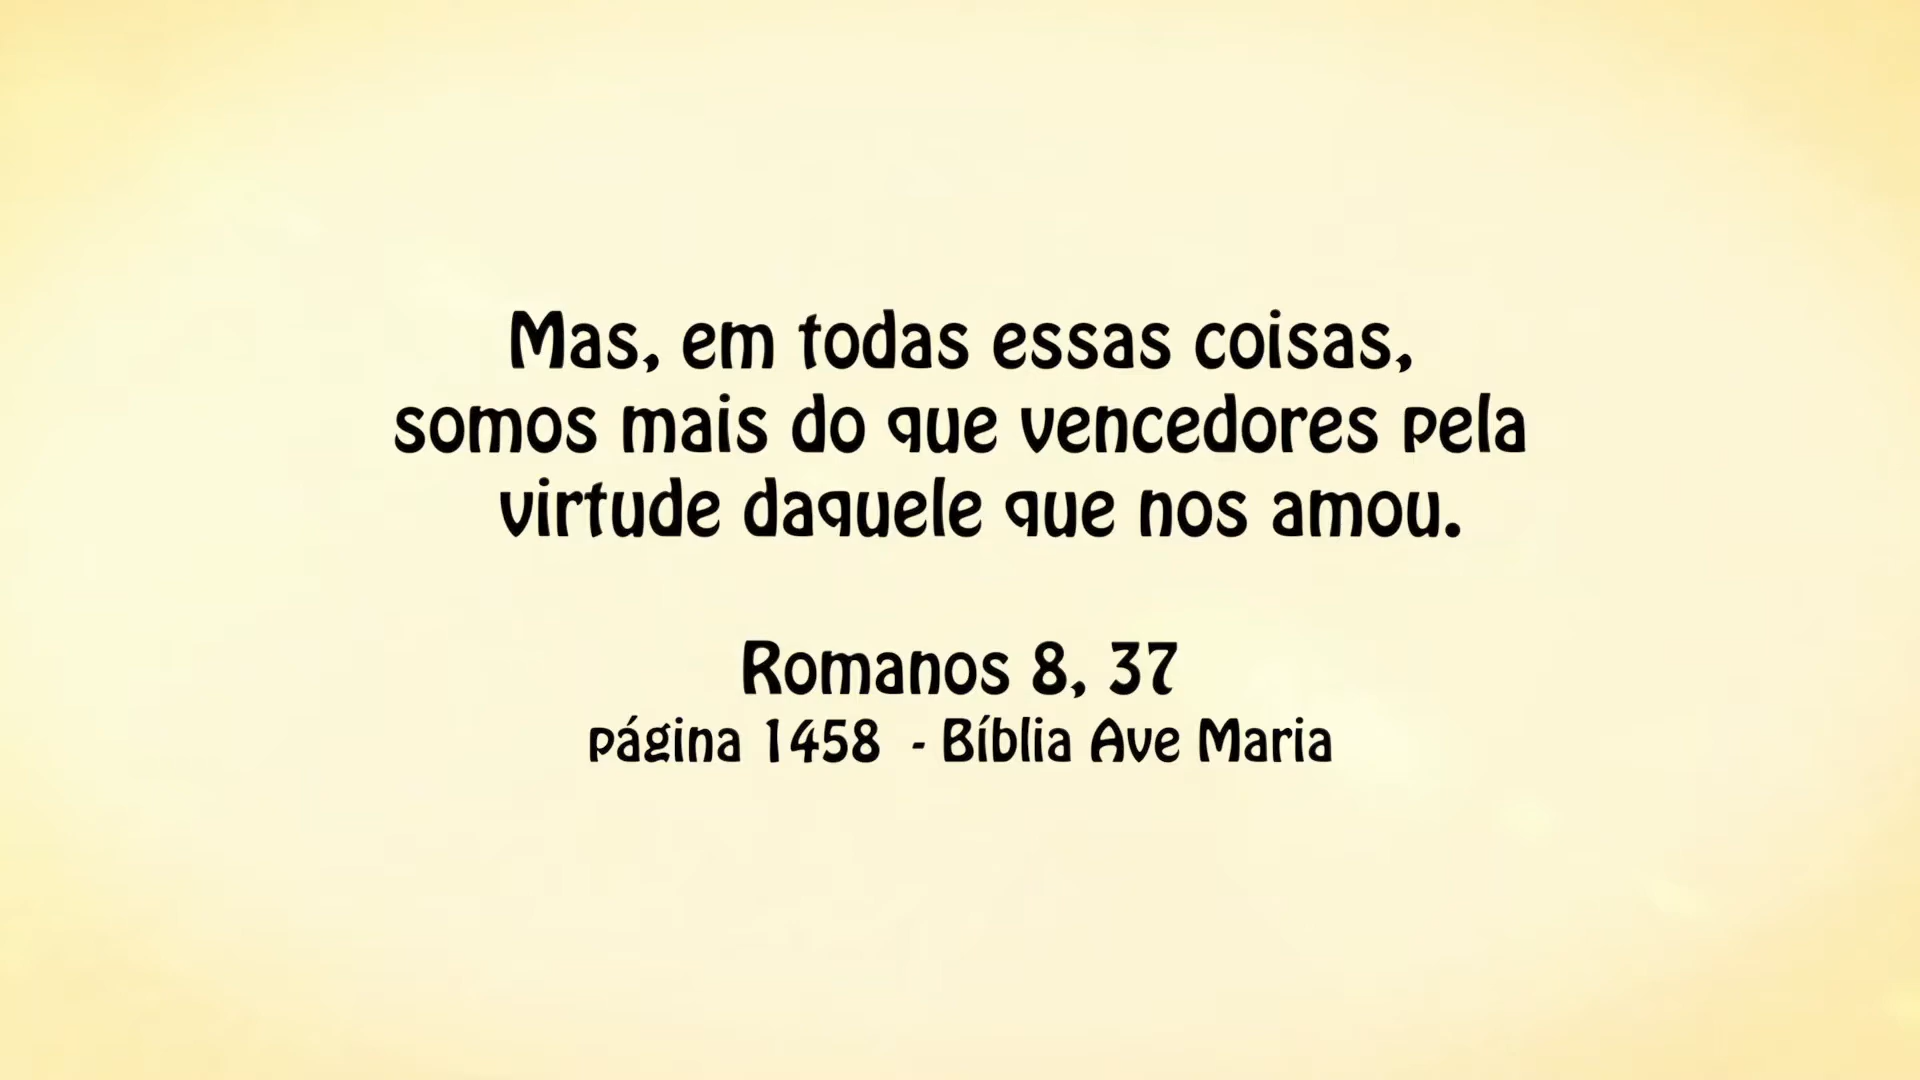 Mas, em todas essas coisas,
somos mais do que vencedores pela
virtude daquele que nos amou.
Romanos 8, 37
página 1458 - Bíblia Ave Maria